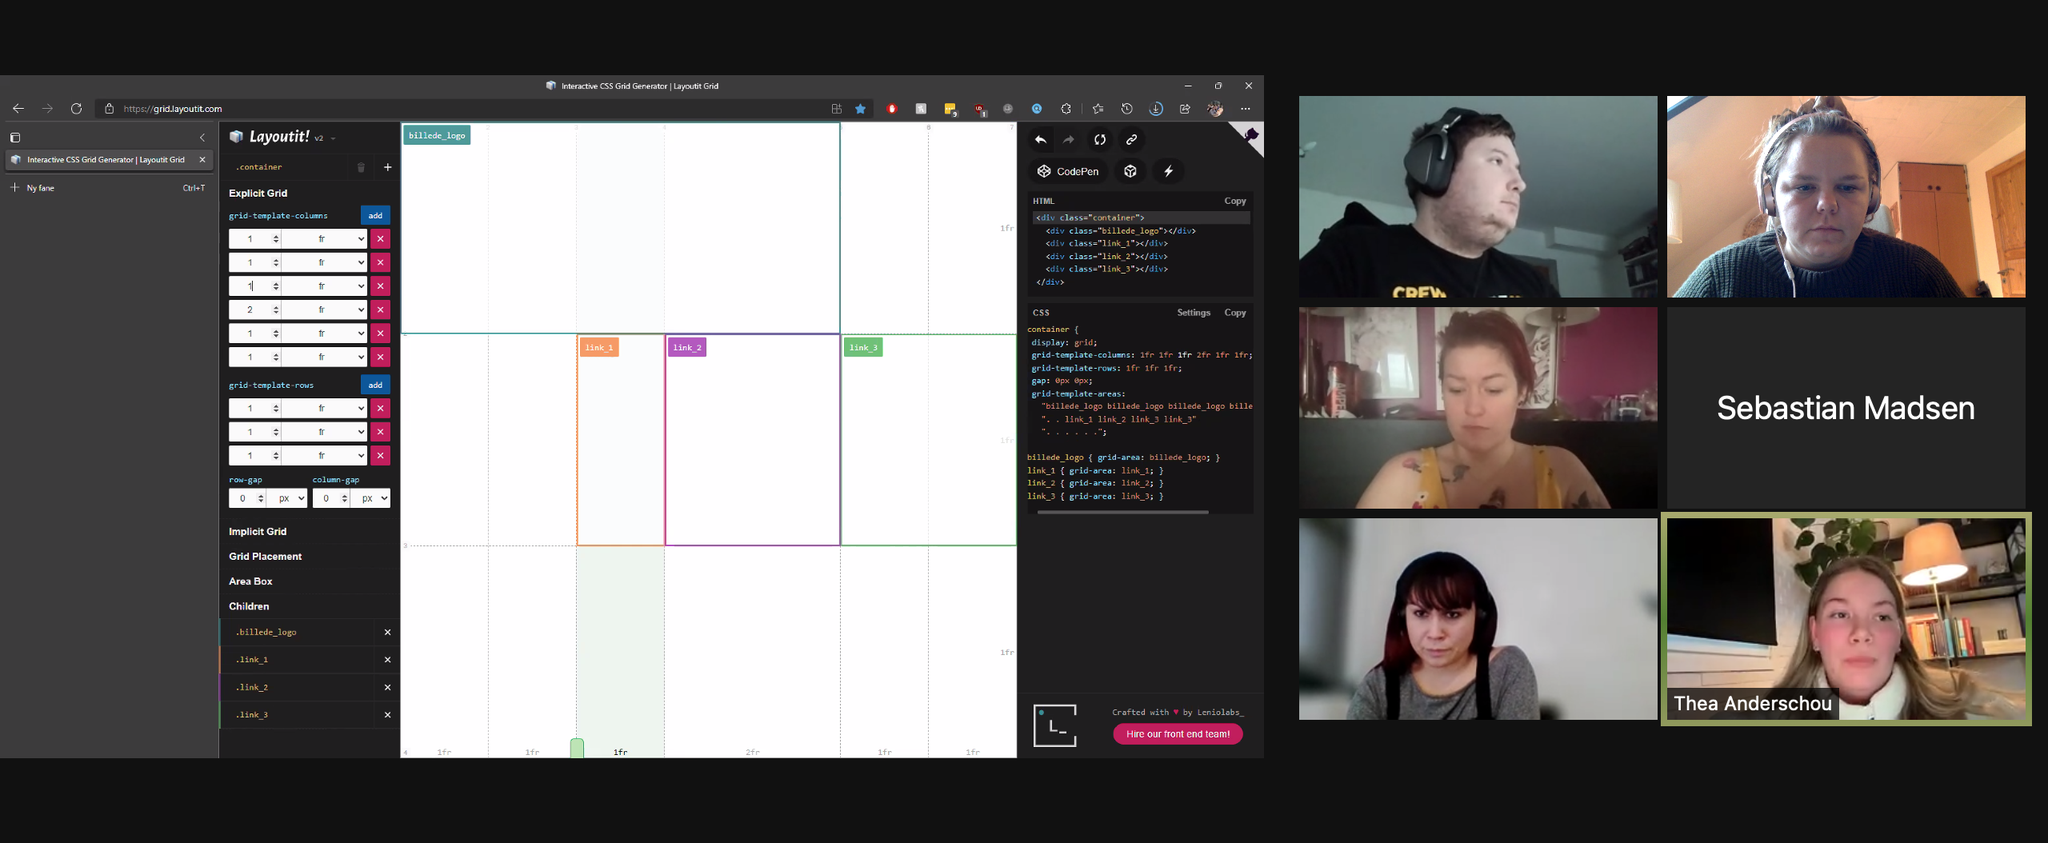 Interactive CSS Grid Generator | Layoutit Grid
https://grid.layoutit.com
Interactive CSS Grid Generator | Layoutit Grid
Ny fane
Ctrl+T
Layoutit! v2
.container
Explicit Grid
grid-template-columns
add
1 fr
1 fr
1 fr
2 fr
1 fr
1 fr
grid-template-rows
add
1 fr
1 fr
1 fr
row-gap
column-gap
0 px
0 px
Implicit Grid
Grid Placement
Area Box
Children
.billede_logo
.link_1
.link_2
.link_3
billede_logo
link_1
link_2
link_3
1fr
1fr
1fr
3
4 1fr 1fr 1fr 2fr 1fr 1fr
CodePen
HTML
Copy
<div class="container">
<div class="billede_logo"></div>
<div class="link_1"></div>
<div class="link_2"></div>
<div class="link_3"></div>
</div>
CSS
Settings
Copy
container {
display: grid;
grid-template-columns: 1fr 1fr 1fr 2fr 1fr 1fr;
grid-template-rows: 1fr 1fr 1fr;
gap: 0px 0px;
grid-template-areas:
"billede_logo billede_logo billede_logo bille
". . link_1 link_2 link_3 link_3"
". . . . . .";
billede_logo { grid-area: billede_logo; }
link_1 { grid-area: link_1; }
link_2 { grid-area: link_2; }
link_3 { grid-area: link_3; }
L_
Crafted with ♥ by Leniolabs_
Hire our front end team!
CREW
Sebastian Madsen
Thea Anderschou